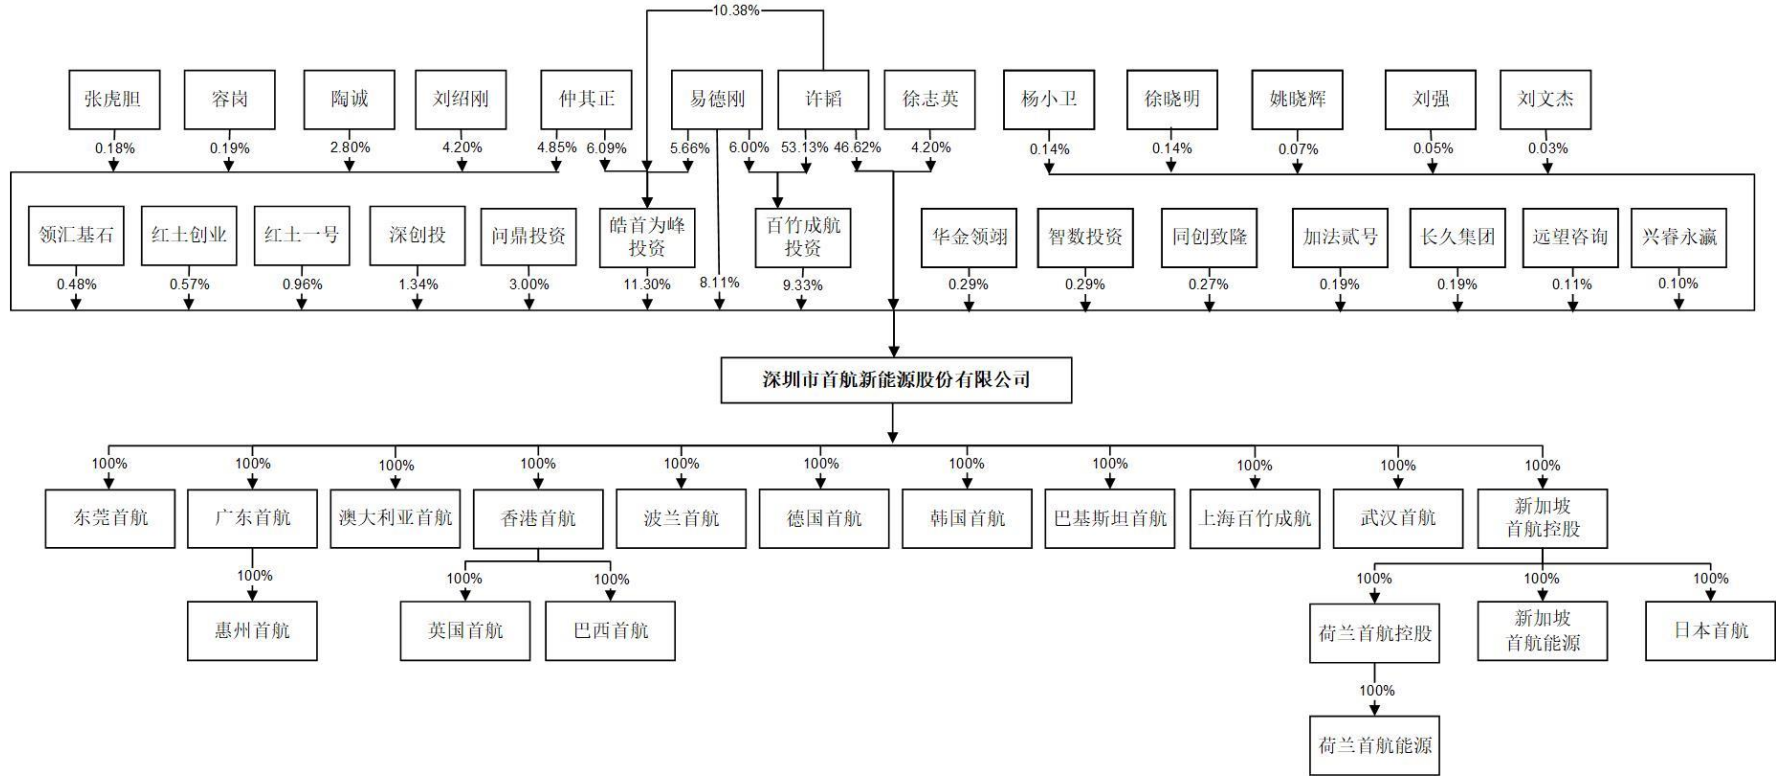 10.38%
张虎胆
容岗
陶诚
刘绍刚
仲其正
易德刚
许韬
徐志英
杨小卫
徐晓明
姚晓辉
刘强
刘文杰
0.18%
0.19%
2.80%
4.20%
4.85%
6.09%
5.66%
6.00%
53.13%
46.62%
4.20%
0.14%
0.14%
0.07%
0.05%
0.03%
领汇基石
红土创业
红土一号
深创投
问鼎投资
皓首为峰
投资
百竹成航
投资
华金领翊
智数投资
同创致隆
加法贰号
长久集团
远望咨询
兴睿永瀛
0.48%
0.57%
0.96%
1.34%
3.00%
11.30%
8.11%
9.33%
0.29%
0.29%
0.27%
0.19%
0.19%
0.11%
0.10%
深圳市首航新能源股份有限公司
100%
100%
100%
100%
100%
100%
100%
100%
100%
100%
100%
东莞首航
广东首航
澳大利亚首航
香港首航
波兰首航
德国首航
韩国首航
巴基斯坦首航
上海百竹成航
武汉首航
新加坡
首航控股
100%
100%
100%
100%
100%
100%
惠州首航
英国首航
巴西首航
荷兰首航控股
新加坡
首航能源
日本首航
100%
荷兰首航能源